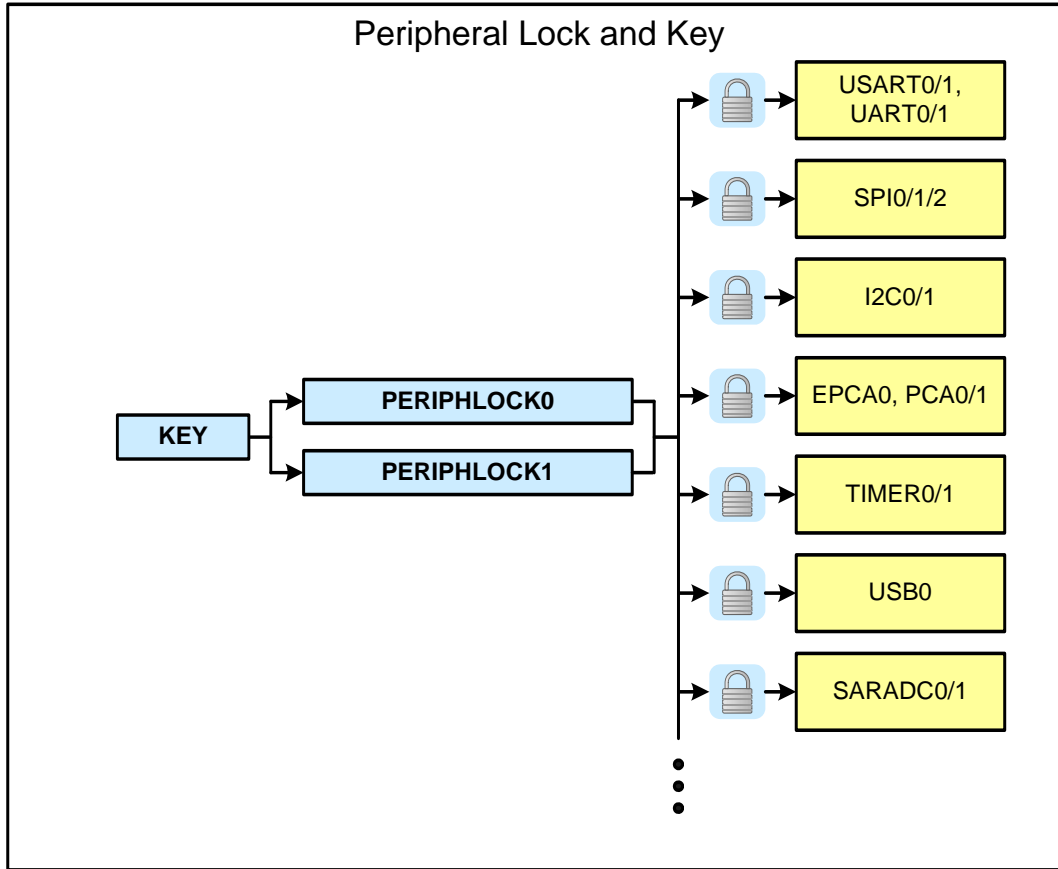 Peripheral Lock and Key
USART0/1,
UART0/1
SPI0/1/2
I2C0/1
EPCA0, PCA0/1
TIMER0/1
USB0
SARADC0/1
KEY
PERIPHLOCK0
PERIPHLOCK1